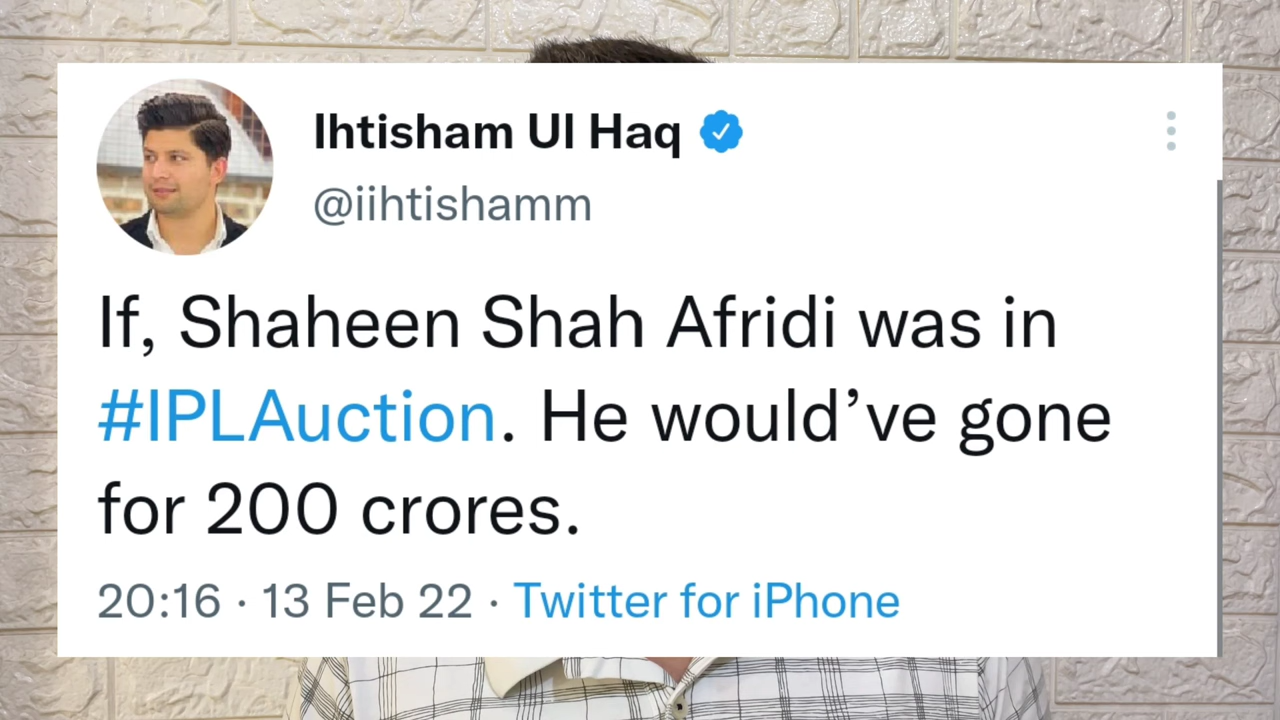 Ihtisham Ul Haq
@iihtishamm
If, Shaheen Shah Afridi was in
#IPLAuction. He would’ve gone
for 200 crores.
20:16 · 13 Feb 22 · Twitter for iPhone